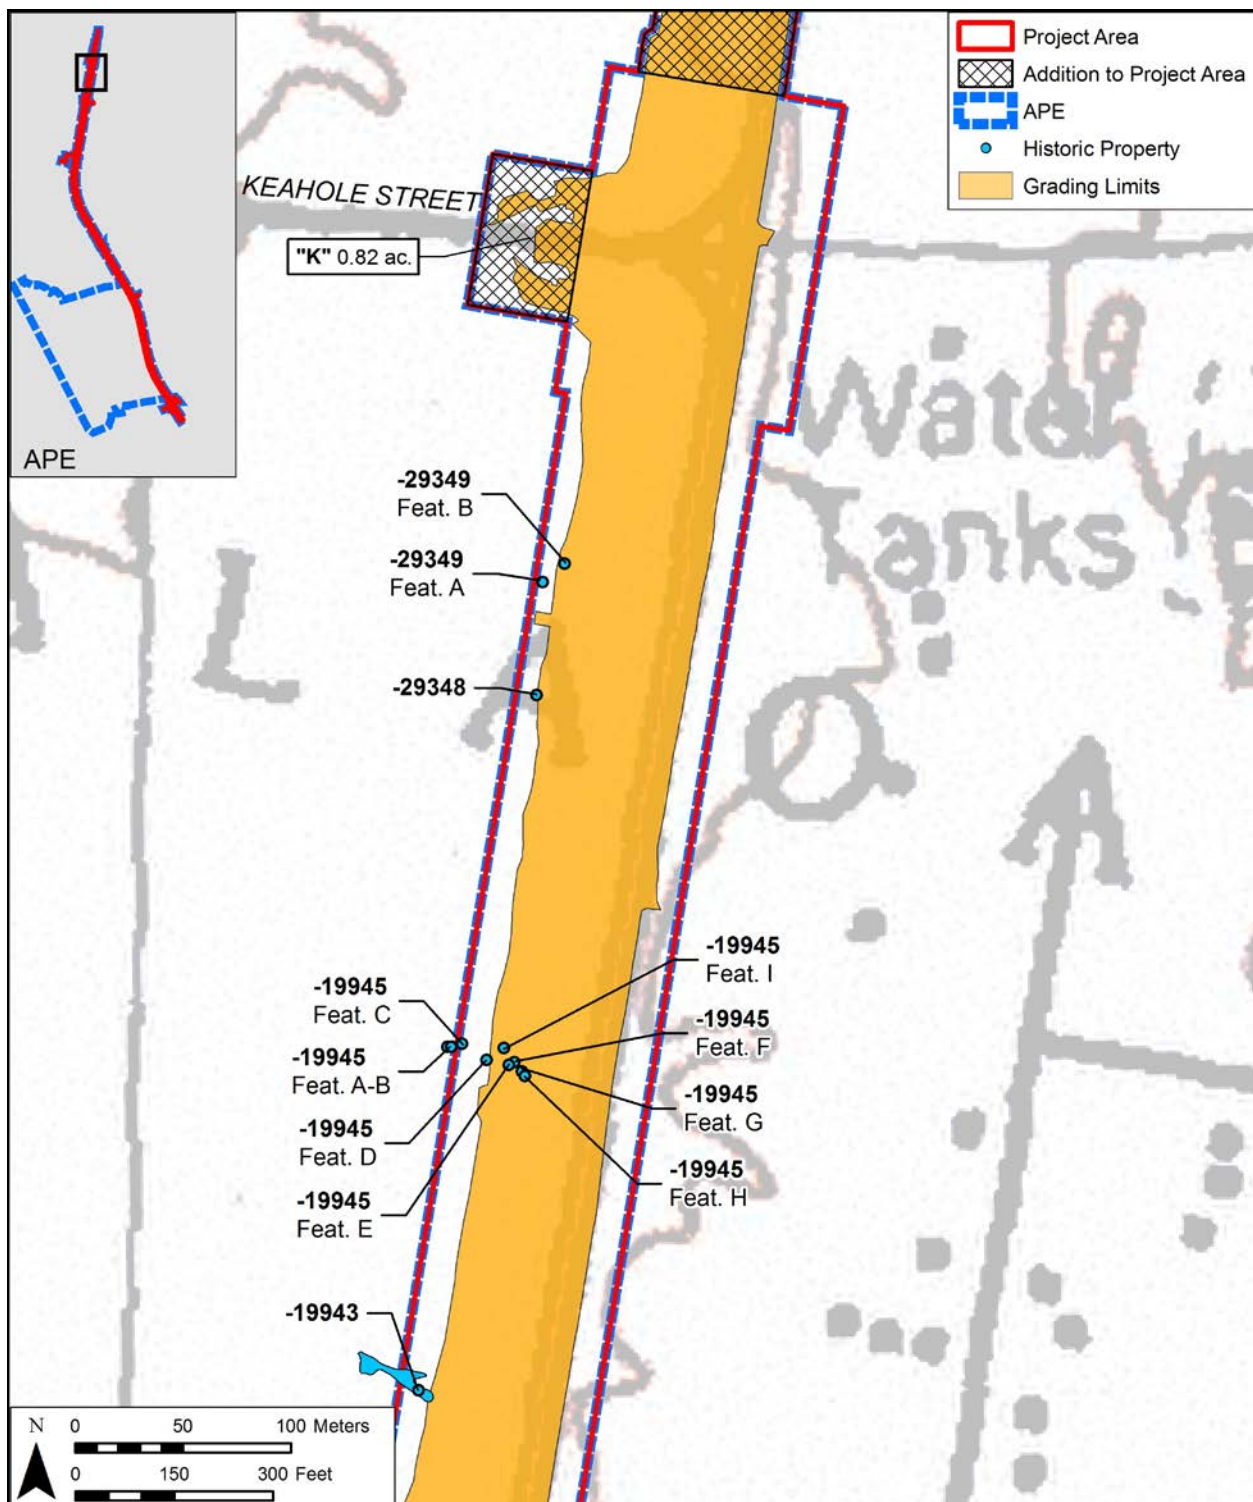 Project Area
Addition to Project Area
APE
Historic Property
Grading Limits
APE
KEAHOLE STREET
"K" 0.82 ac.
Water
Tanks
L
A
-29349
Feat. B
-29349
Feat. A
-29348
-19945
Feat. I
-19945
Feat. C
-19945
Feat. F
-19945
Feat. A-B
-19945
Feat. G
-19945
Feat. D
-19945
Feat. H
-19945
Feat. E
-19943
N
0 50 100 Meters
0 150 300 Feet